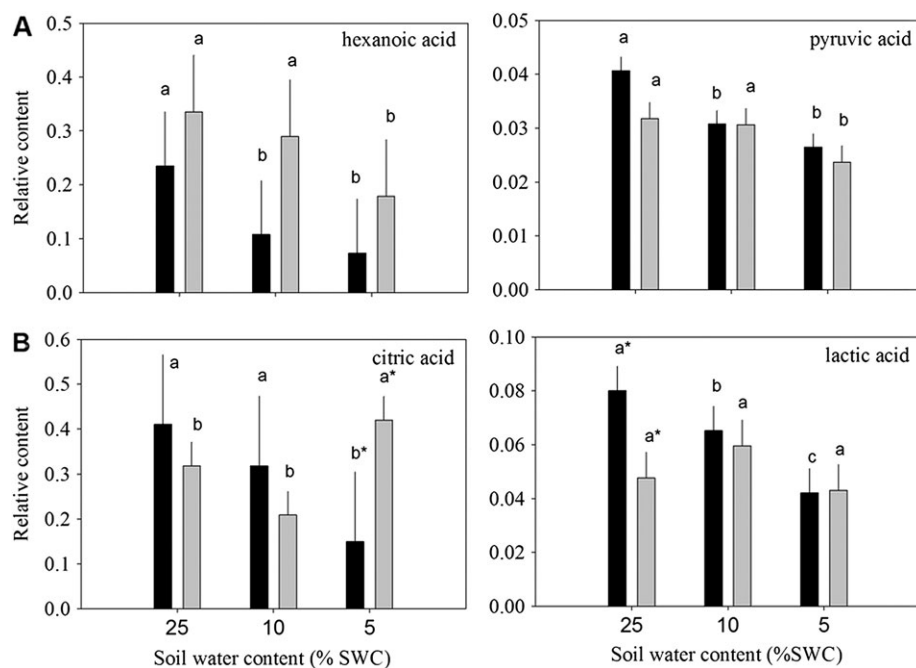 A
0.5
0.4
0.3
0.2
0.1
0.0
Relative content
hexanoic acid
a
a
b
a
b
b
0.05
0.04
0.03
0.02
0.01
0.00
pyruvic acid
a
a
b
a
b
b
B
0.6
0.5
0.4
0.3
0.2
0.1
0.0
Relative content
citric acid
a
b
a
b
b*
a*
25 10 5
Soil water content (% SWC)
0.10
0.08
0.06
0.04
0.02
0.00
lactic acid
a*
a*
b
a
c
a
25 10 5
Soil water content (%SWC)